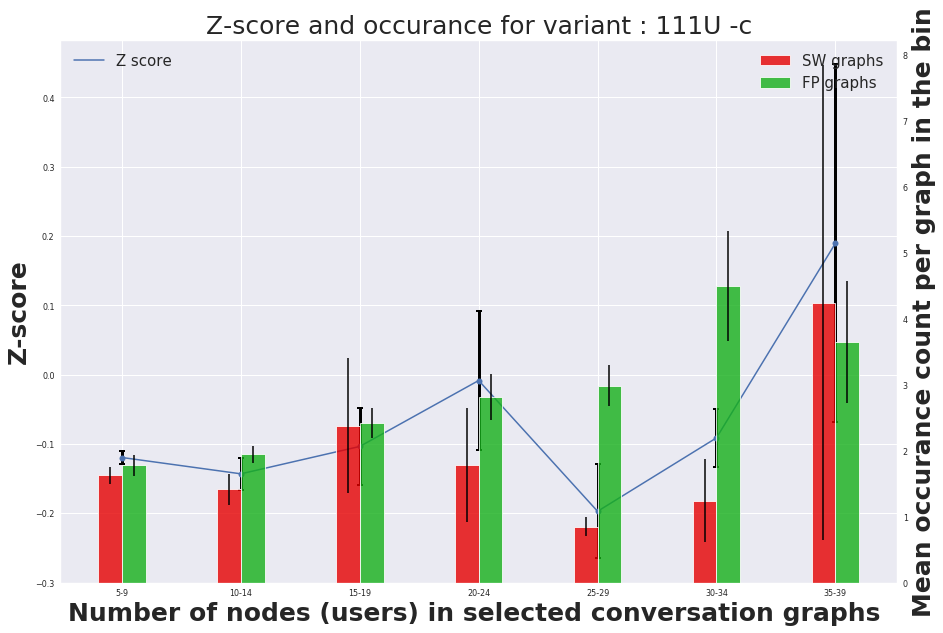 Z-score and occurance for variant : 111U -c
Z score
SW graphs
FP graphs
Z-score
0.4
0.3
0.2
0.1
0.0
−0.1
−0.2
−0.3
8
7
6
5
4
3
2
1
0
Mean occurance count per graph in the bin
5-9 10-14 15-19 20-24 25-29 30-34 35-39
Number of nodes (users) in selected conversation graphs